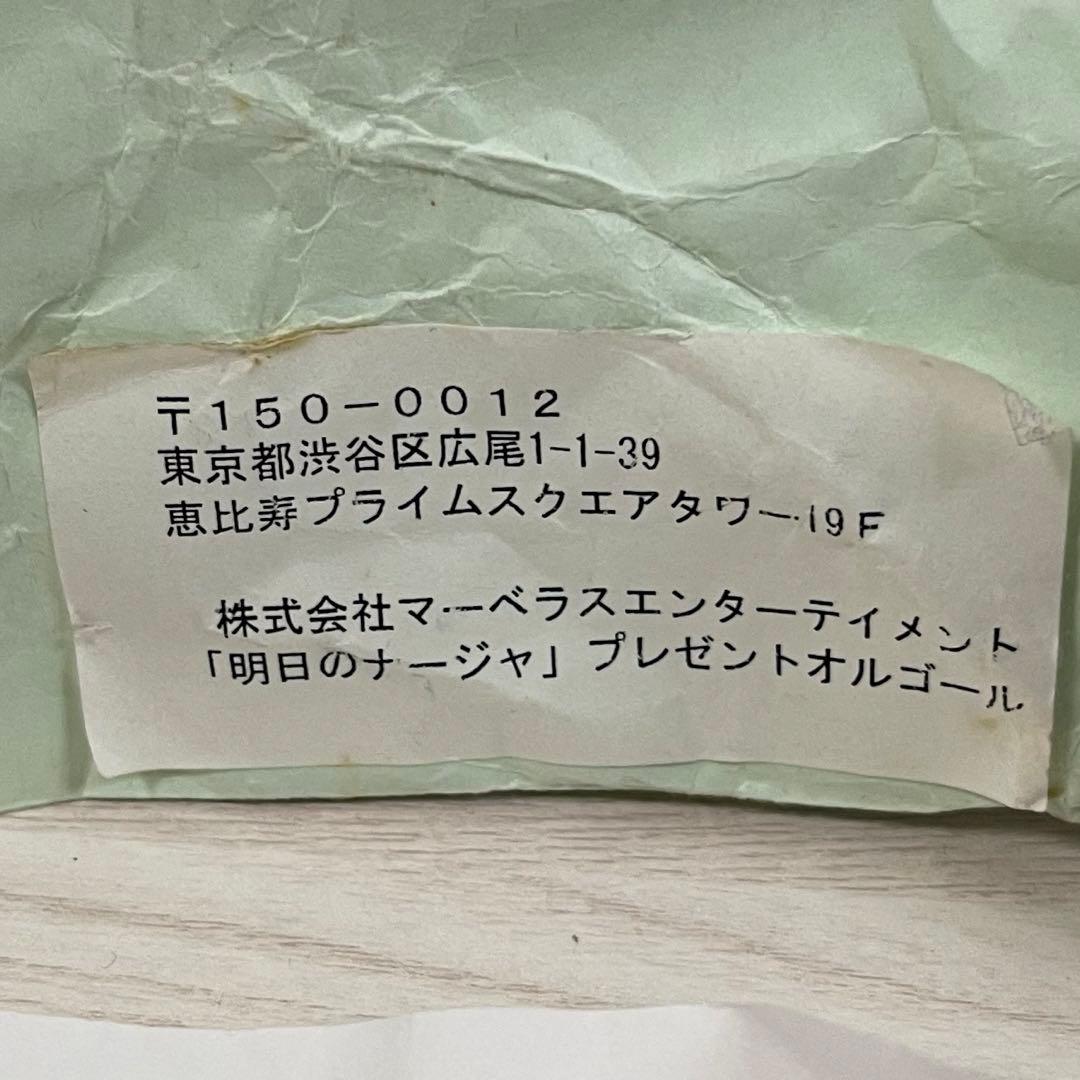 〒150-0012
東京都渋谷区広尾1-1-39
恵比寿プライムスクエアタワー19F
株式会社マーベラスエンターテイメント
「明日のナージャ」プレゼントオルゴール